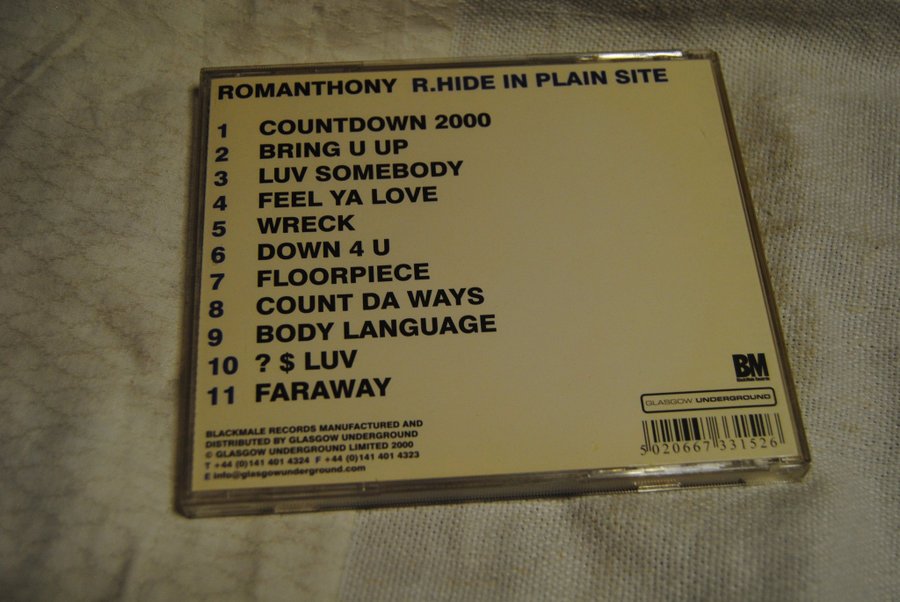 ROMANTHONY R.HIDE IN PLAIN SITE
1 COUNTDOWN 2000
2 BRING U UP
3 LUV SOMEBODY
4 FEEL YA LOVE
5 WRECK
6 DOWN 4 U
7 FLOORPIECE
8 COUNT DA WAYS
9 BODY LANGUAGE
10 ? $ LUV
11 FARAWAY
BM
BlackMale Records
GLASGOW UNDERGROUND
BLACKMALE RECORDS MANUFACTURED AND
DISTRIBUTED BY GLASGOW UNDERGROUND
© GLASGOW UNDERGROUND LIMITED 2000
T +44 (0)141 401 4324 F +44 (0)141 401 4323
E info@glasgowunderground.com
5 020667 331526